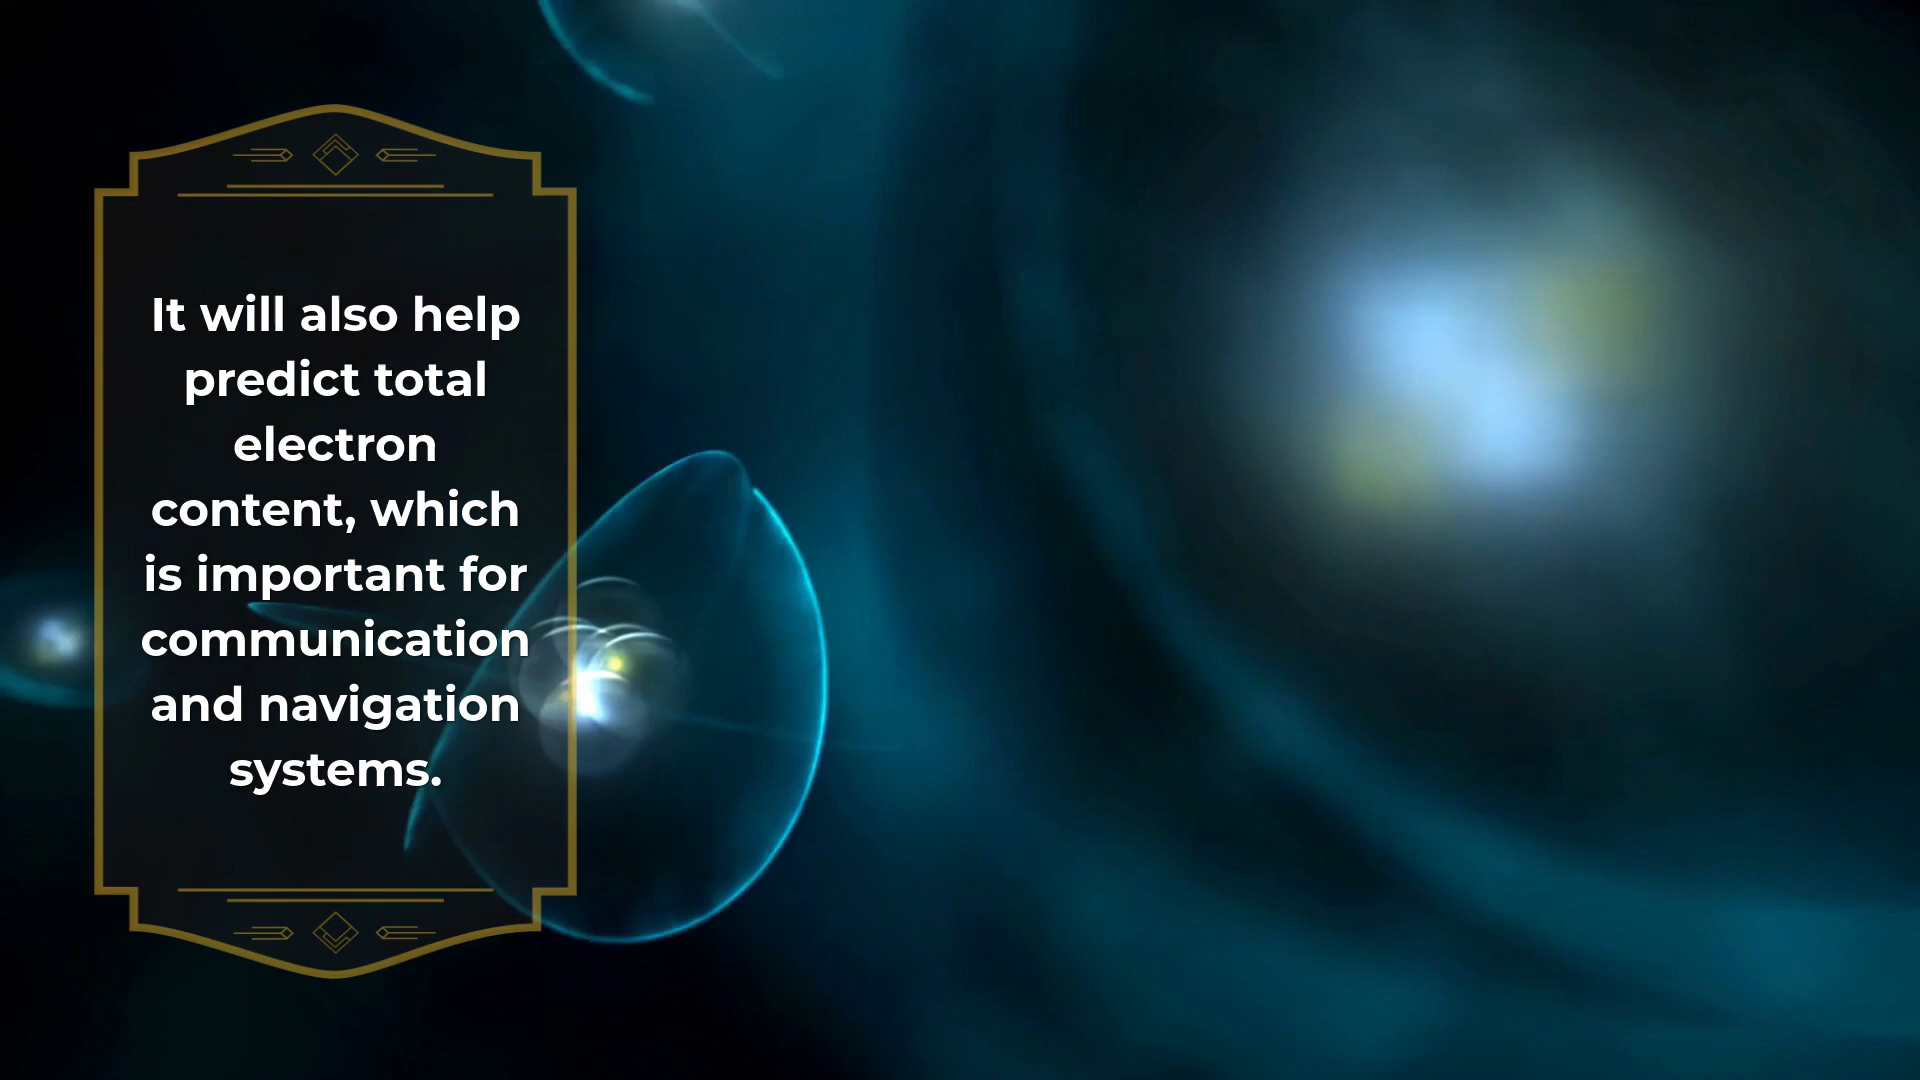 It will also help
predict total
electron
content, which
is important for
communication
and navigation
systems.